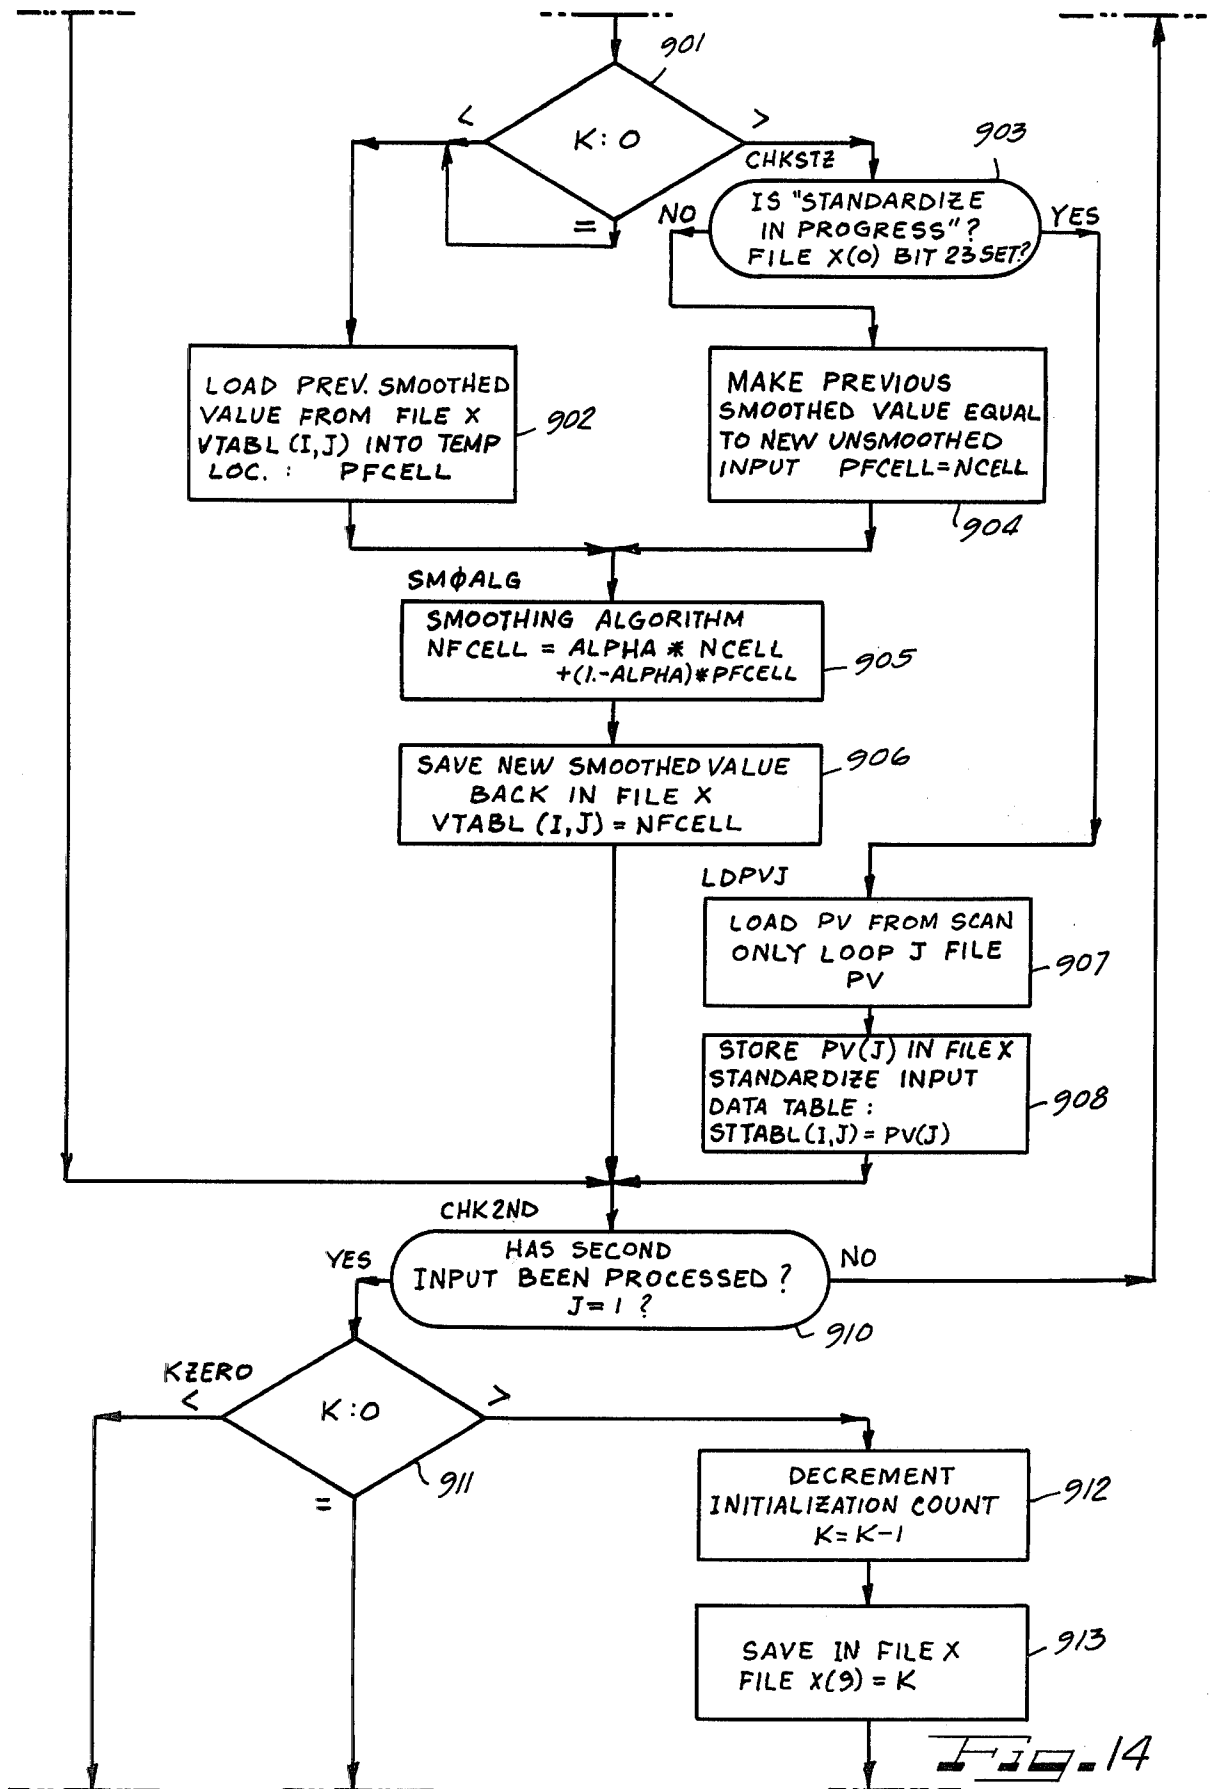 901
<
K:0
>
CHKSTZ
=
903
IS "STANDARDIZE
IN PROGRESS"?
FILE X(0) BIT 23 SET?
NO
YES
LOAD PREV. SMOOTHED
VALUE FROM FILE X
VTABL (I,J) INTO TEMP
LOC. : PFCELL
902
MAKE PREVIOUS
SMOOTHED VALUE EQUAL
TO NEW UNSMOOTHED
INPUT PFCELL=NCELL
904
SMϕALG
SMOOTHING ALGORITHM
NFCELL = ALPHA * NCELL
+(1.-ALPHA)*PFCELL
905
SAVE NEW SMOOTHED VALUE
BACK IN FILE X
VTABL (I,J) = NFCELL
906
LDPVJ
LOAD PV FROM SCAN
ONLY LOOP J FILE
PV
907
STORE PV(J) IN FILE X
STANDARDIZE INPUT
DATA TABLE :
STTABL(I,J) = PV(J)
908
CHK2ND
HAS SECOND
INPUT BEEN PROCESSED ?
J=1 ?
YES
NO
910
KZERO
<
K:0
>
=
911
DECREMENT
INITIALIZATION COUNT
K=K-1
912
SAVE IN FILE X
FILE X(9) = K
913
Fig. 14